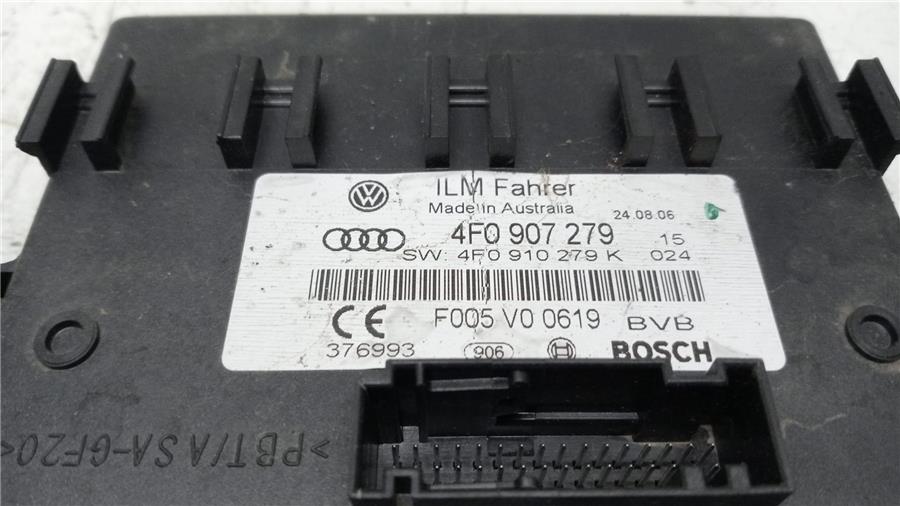 ILM Fahrer
Made in Australia 24.08.06
4F0 907 279 15
SW: 4F0 910 279 K 024
F005 V0 0619 BVB
376993 906 BOSCH
>PBT/ASA-GF20<